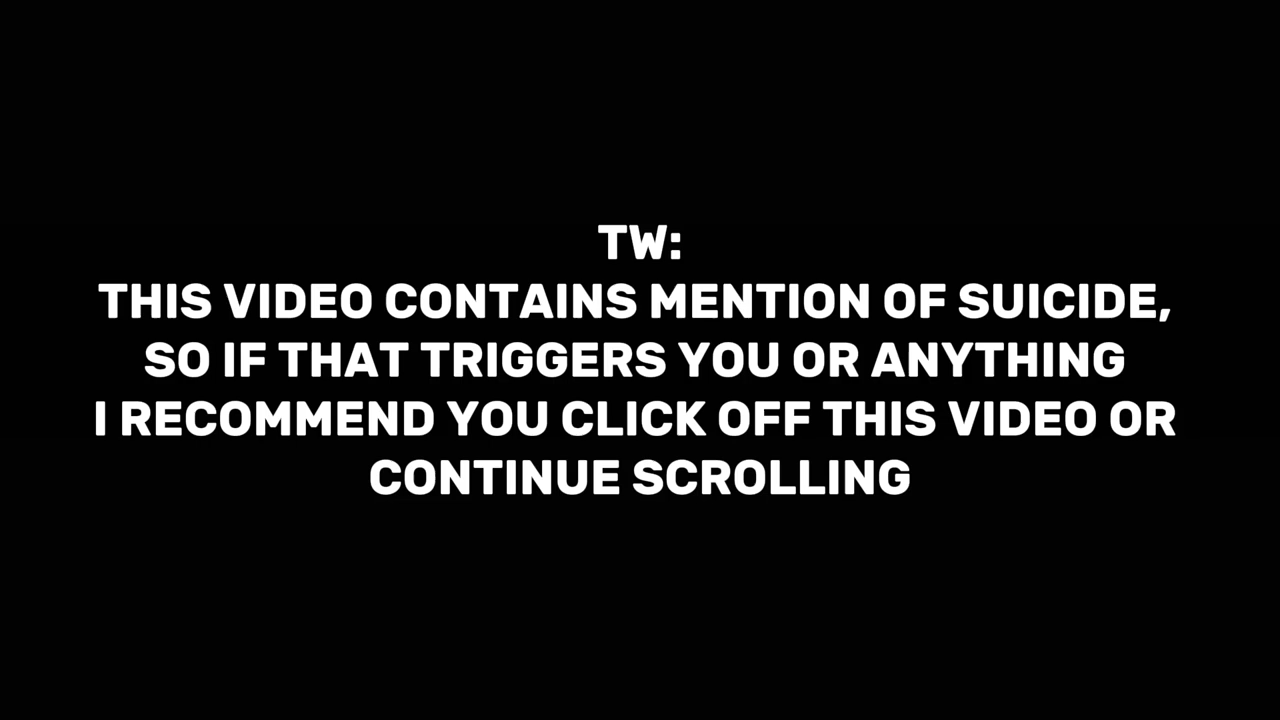 TW:
THIS VIDEO CONTAINS MENTION OF SUICIDE,
SO IF THAT TRIGGERS YOU OR ANYTHING
I RECOMMEND YOU CLICK OFF THIS VIDEO OR
CONTINUE SCROLLING